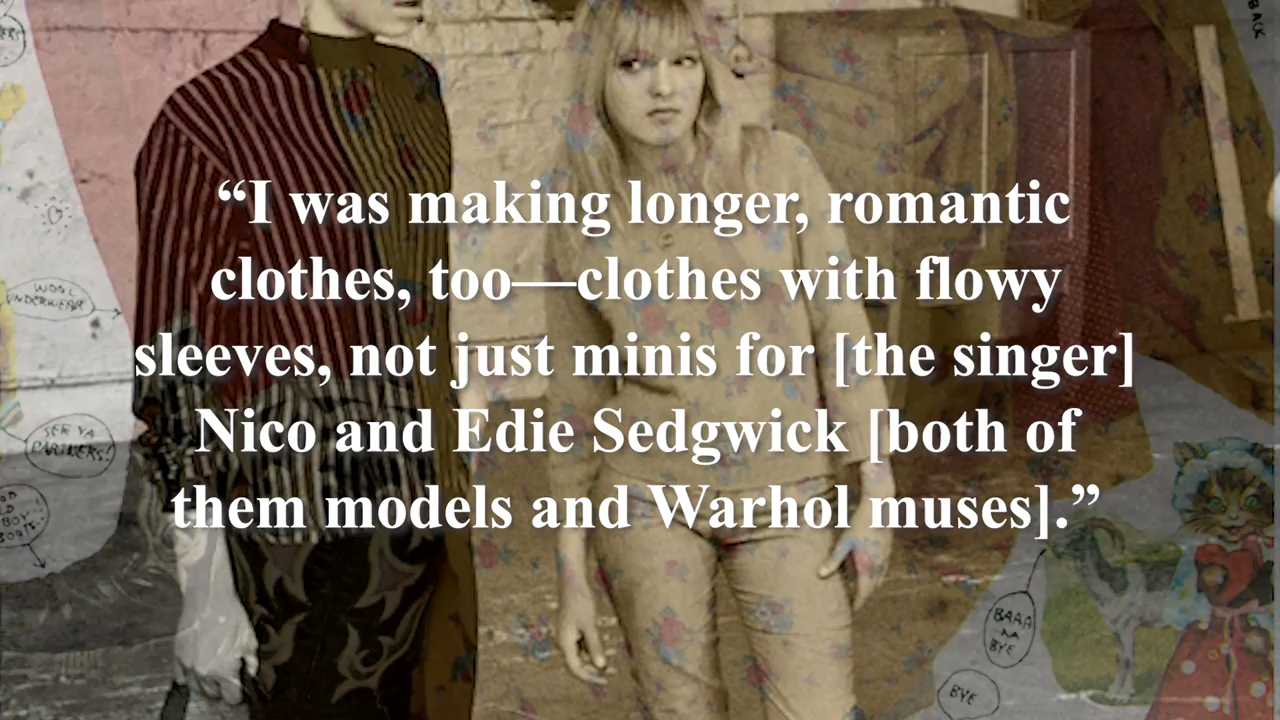 “I was making longer, romantic
clothes, too—clothes with flowy
sleeves, not just minis for [the singer]
Nico and Edie Sedgwick [both of
them models and Warhol muses].”
BACK
WOOL
UNDERWEAR
SEE YA
PARTNERS!
BAAA
AA
BYE
BYE